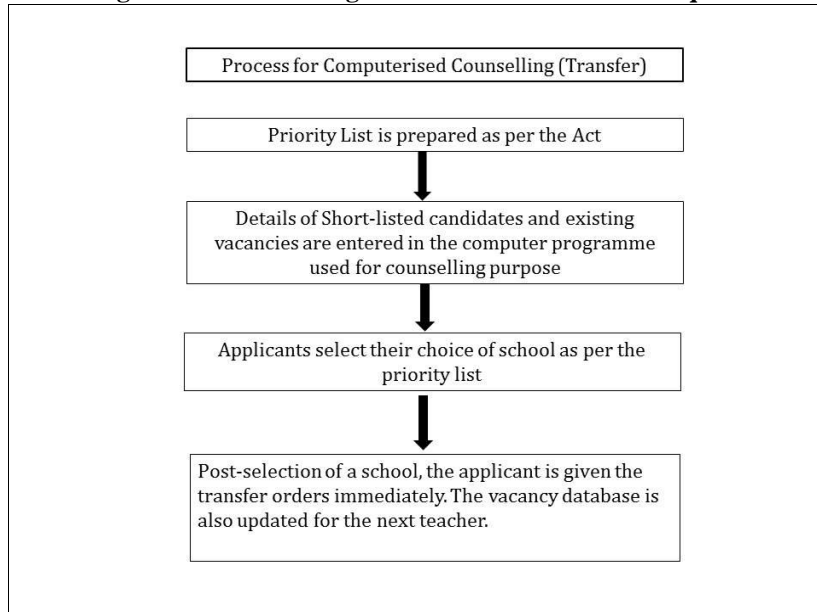 Process for Computerised Counselling (Transfer)
Priority List is prepared as per the Act
Details of Short-listed candidates and existing
vacancies are entered in the computer programme
used for counselling purpose
Applicants select their choice of school as per the
priority list
Post-selection of a school, the applicant is given the
transfer orders immediately. The vacancy database is
also updated for the next teacher.